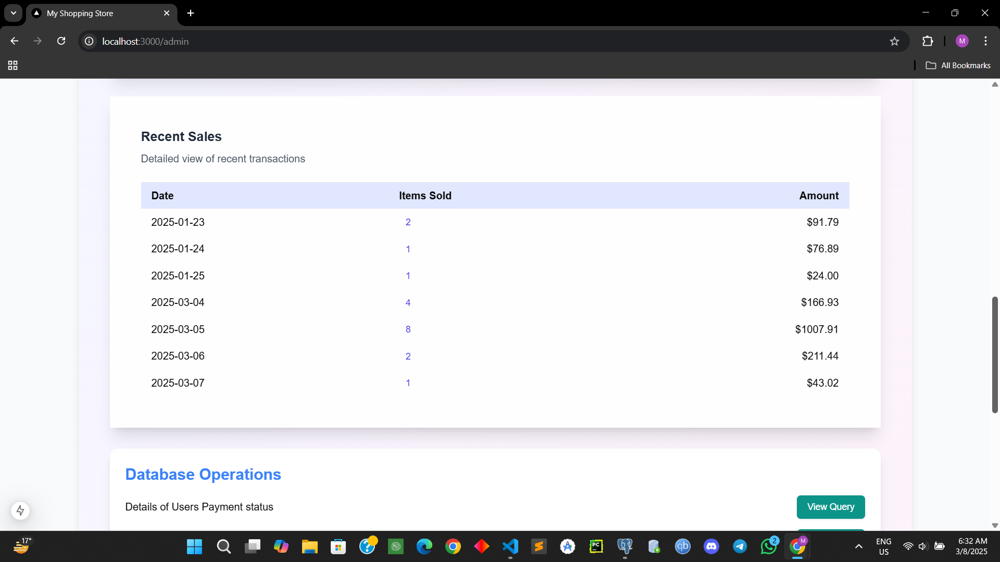 My Shopping Store
localhost:3000/admin
M
All Bookmarks
Recent Sales
Detailed view of recent transactions
Date Items Sold Amount
2025-01-23 2 $91.79
2025-01-24 1 $76.89
2025-01-25 1 $24.00
2025-03-04 4 $166.93
2025-03-05 8 $1007.91
2025-03-06 2 $211.44
2025-03-07 1 $43.02
Database Operations
Details of Users Payment status View Query
17°
PC
qb
2
M
ENG
US
6:32 AM
3/8/2025